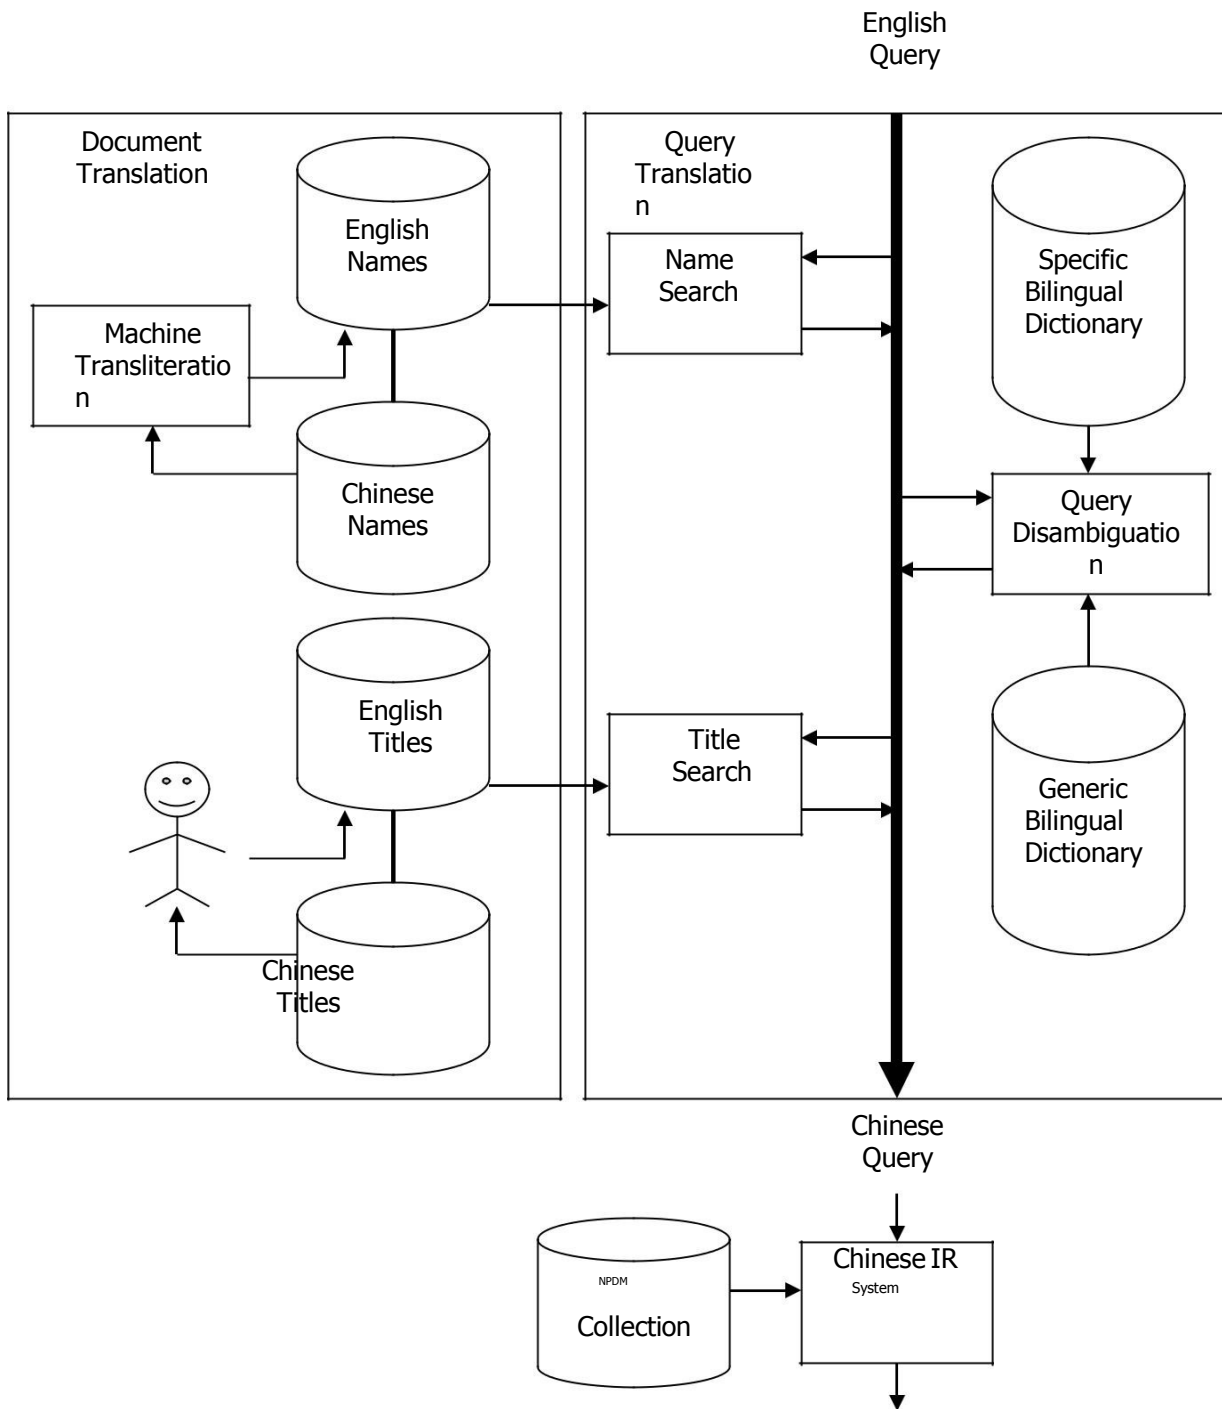 English
Query
Document
Translation
English
Names
Machine
Transliteratio
n
Chinese
Names
English
Titles
Chinese
Titles
Query
Translatio
n
Name
Search
Specific
Bilingual
Dictionary
Query
Disambiguatio
n
Title
Search
Generic
Bilingual
Dictionary
Chinese
Query
NPDM
Collection
Chinese IR
System